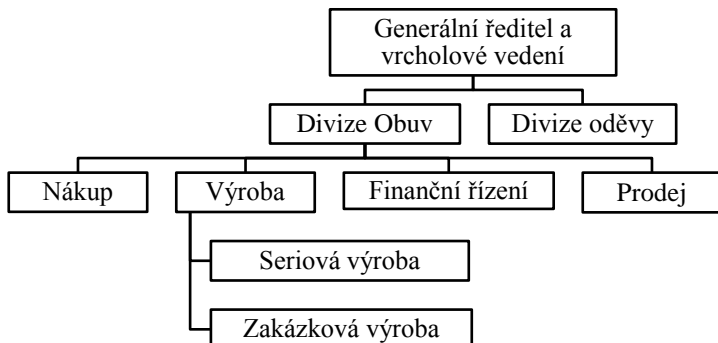 Generální ředitel a
vrcholové vedení
Divize Obuv
Divize oděvy
Nákup
Výroba
Finanční řízení
Prodej
Seriová výroba
Zakázková výroba